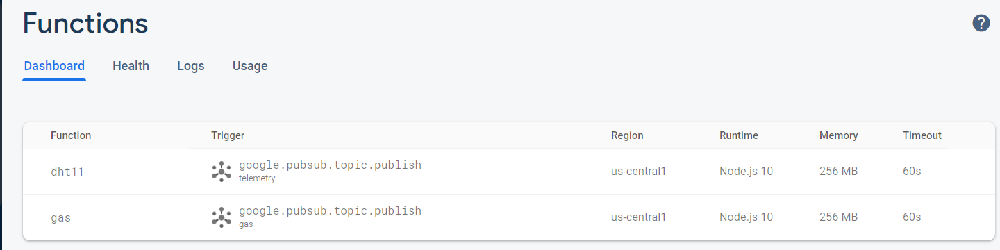 Functions
?
Dashboard Health Logs Usage
Function Trigger Region Runtime Memory Timeout
dht11 google.pubsub.topic.publish us-central1 Node.js 10 256 MB 60s
telemetry
gas google.pubsub.topic.publish us-central1 Node.js 10 256 MB 60s
gas